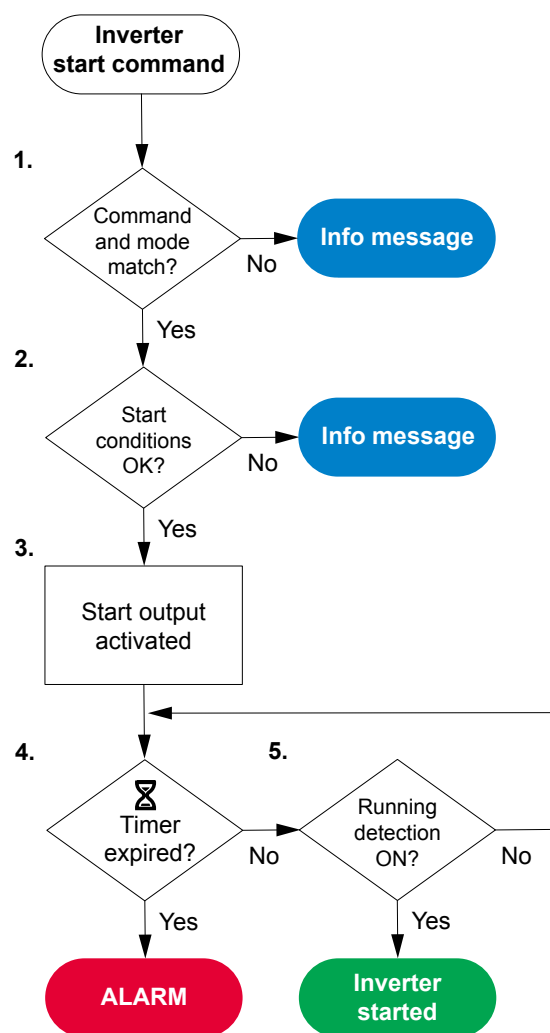 Inverter
start command
1.
Command
and mode
match?
No
Info message
Yes
2.
Start
conditions
OK?
No
Info message
Yes
3.
Start output
activated
4.
Timer
expired?
No
Yes
ALARM
5.
Running
detection
ON?
No
Yes
Inverter
started